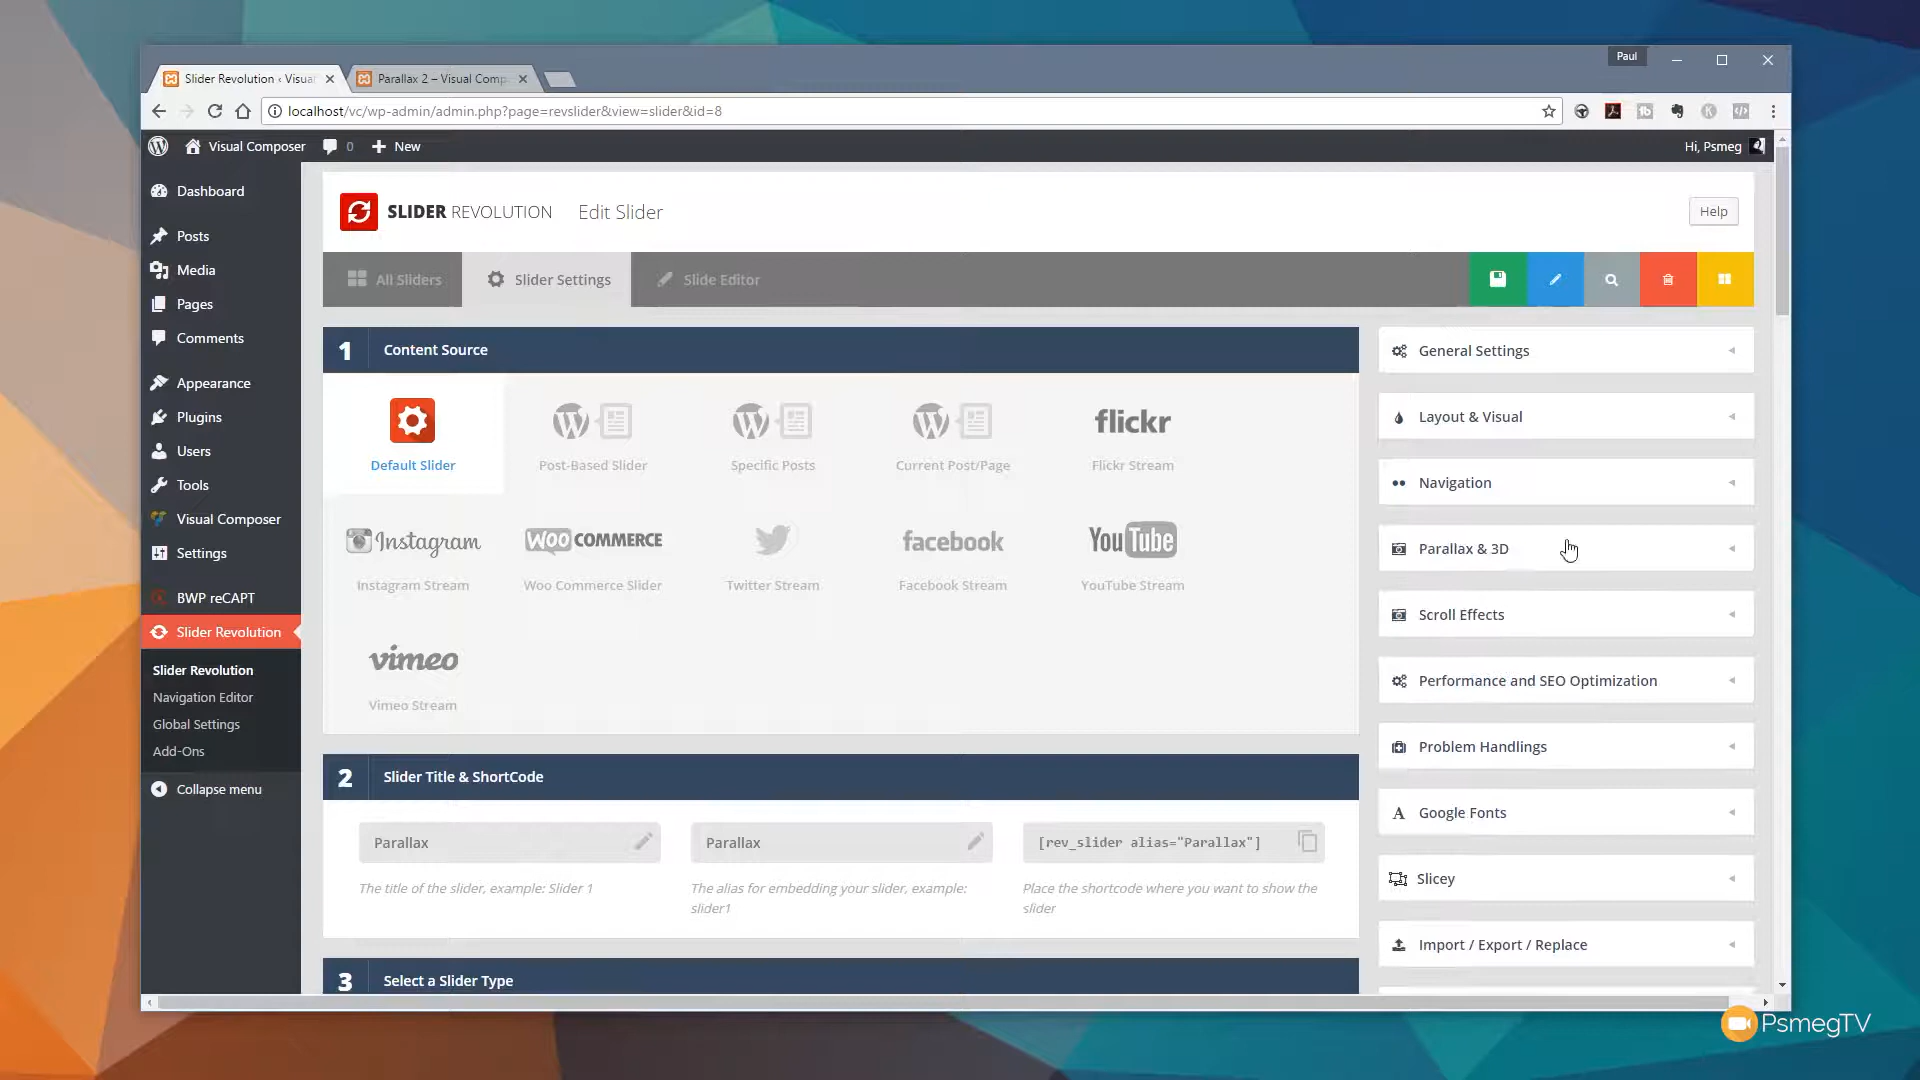 Paul
Slider Revolution ‹ Visua
Parallax 2 – Visual Comp
localhost/vc/wp-admin/admin.php?page=revslider&view=slider&id=8
Visual Composer
0
New
Hi, Psmeg
Dashboard
Posts
Media
Pages
Comments
Appearance
Plugins
Users
Tools
Visual Composer
Settings
BWP reCAPT
Slider Revolution
Slider Revolution
Navigation Editor
Global Settings
Add-Ons
Collapse menu
SLIDER REVOLUTION
Edit Slider
Help
All Sliders
Slider Settings
Slide Editor
1
Content Source
Default Slider
Post-Based Slider
Specific Posts
Current Post/Page
flickr
Flickr Stream
Instagram
Instagram Stream
WOO COMMERCE
Woo Commerce Slider
Twitter Stream
facebook
Facebook Stream
YouTube
YouTube Stream
vimeo
Vimeo Stream
2
Slider Title & ShortCode
Parallax
The title of the slider, example: Slider 1
Parallax
The alias for embedding your slider, example:
slider1
[rev_slider alias="Parallax"]
Place the shortcode where you want to show the
slider
3
Select a Slider Type
General Settings
Layout & Visual
Navigation
Parallax & 3D
Scroll Effects
Performance and SEO Optimization
Problem Handlings
Google Fonts
Slicey
Import / Export / Replace
PsmegTV